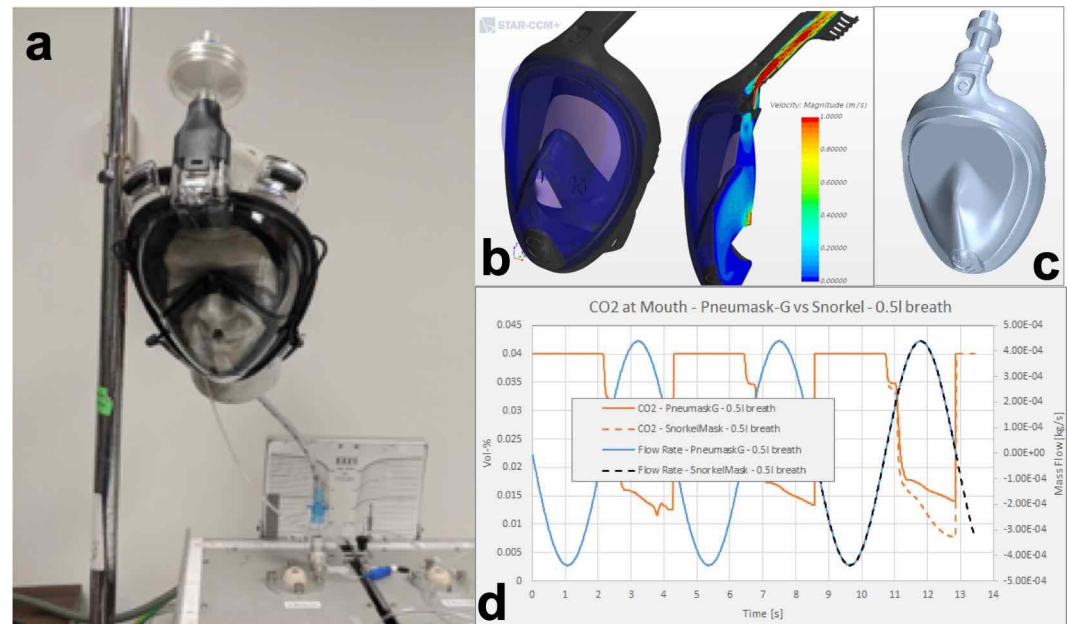 a
STAR-CCM+
Velocity: Magnitude (m/s)
1.0000
0.80000
0.60000
0.40000
0.20000
0.00000
b
c
CO2 at Mouth - Pneumask-G vs Snorkel - 0.5l breath
0.045
0.04
0.035
0.03
0.025
0.02
0.015
0.01
0.005
0
Vol-%
5.00E-04
4.00E-04
3.00E-04
2.00E-04
1.00E-04
0.00E+00
-1.00E-04
-2.00E-04
-3.00E-04
-4.00E-04
-5.00E-04
Mass Flow[kg/s]
CO2 - PneumaskG - 0.5l breath
CO2 - SnorkelMask - 0.5l breath
Flow Rate - PneumaskG - 0.5l breath
Flow Rate - SnorkelMask - 0.5l breath
0 1 2 3 4 5 6 7 8 9 10 11 12 13 14
Time [s]
d